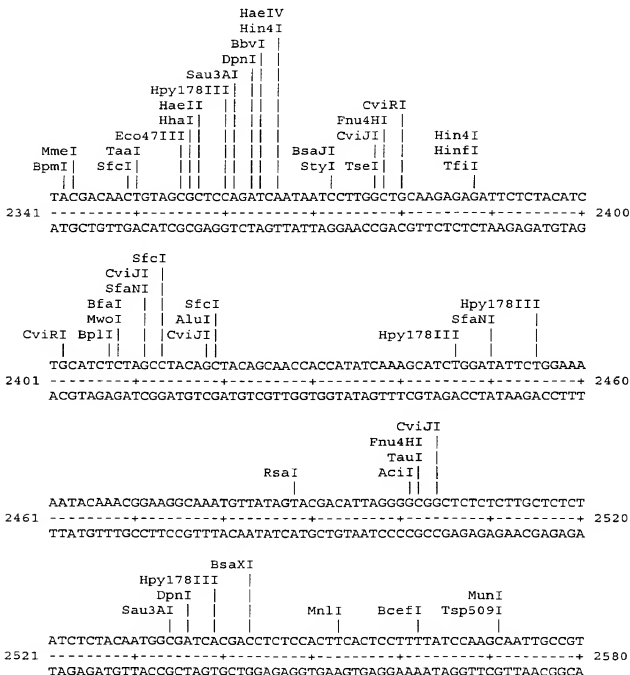 HaeIV
Hin4I
BbvI
DpnI
Sau3AI
Hpy178III
HaeII CviRI
HhaI Fnu4HI
Eco47III CviJI Hin4I
MmeI TaaI BsaJI HinfI
BpmI SfcI StyI TseI TfiI
TACGACAACTGTAGCGCTCCAGATCAATAATCCTTGGCTGCAAGAGAGATTCTCTACATC
2341 ---------+---------+---------+---------+---------+---------+ 2400
ATGCTGTTGACATCGCGAGGTCTAGTTATTAGGAACCGACGTTCTCTCTAAGAGATGTAG
SfcI
CviJI
SfaNI
BfaI SfcI Hpy178III
MwoI AluI SfaNI
CviRI BplI CviJI Hpy178III
TGCATCTCTAGCCTACAGCTACAGCAACCACCATATCAAAGCATCTGGATATTCTGGAAA
2401 ---------+---------+---------+---------+---------+---------+ 2460
ACGTAGAGATCGGATGTCGATGTCGTTGGTGGTATAGTTTCGTAGACCTATAAGACCTTT
CviJI
Fnu4HI
TauI
RsaI AciI
AATACAAACGGAAGGCAAATGTTATAGTACGACATTAGGGGCGGCTCTCTCTTGCTCTCT
2461 ---------+---------+---------+---------+---------+---------+ 2520
TTATGTTTGCCTTCCGTTTACAATATCATGCTGTAATCCCCGCCGAGAGAGAACGAGAGA
BsaXI
Hpy178III
DpnI MunI
Sau3AI MnlI BcefI Tsp509I
ATCTCTACAATGGCGATCACGACCTCTCCACTTCACTCCTTTTATCCAAGCAATTGCCGT
2521 ---------+---------+---------+---------+---------+---------+ 2580
TAGAGATGTTACCGCTAGTGCTGGAGAGGTGAAGTGAGGAAAATAGGTTCGTTAACGGCA